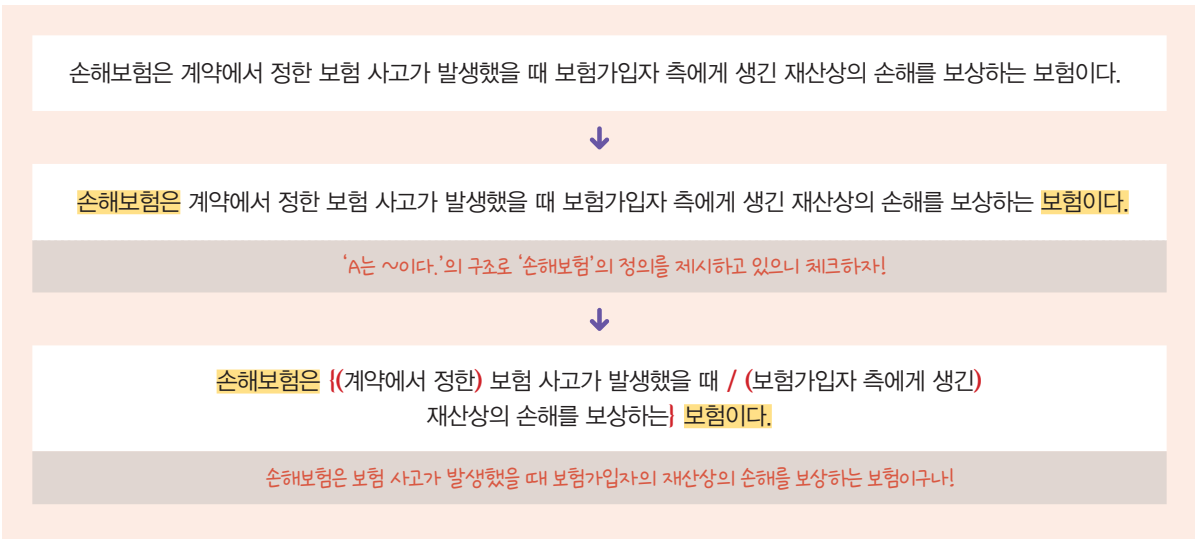 손해보험은 계약에서 정한 보험 사고가 발생했을 때 보험가입자 측에게 생긴 재산상의 손해를 보상하는 보험이다.
손해보험은 계약에서 정한 보험 사고가 발생했을 때 보험가입자 측에게 생긴 재산상의 손해를 보상하는 보험이다.
‘A는 ~이다.’의 구조로 ‘손해보험’의 정의를 제시하고 있으니 체크하자!
손해보험은 {(계약에서 정한) 보험 사고가 발생했을 때 / (보험가입자 측에게 생긴)
재산상의 손해를 보상하는} 보험이다.
손해보험은 보험 사고가 발생했을 때 보험가입자의 재산상의 손해를 보상하는 보험이구나!